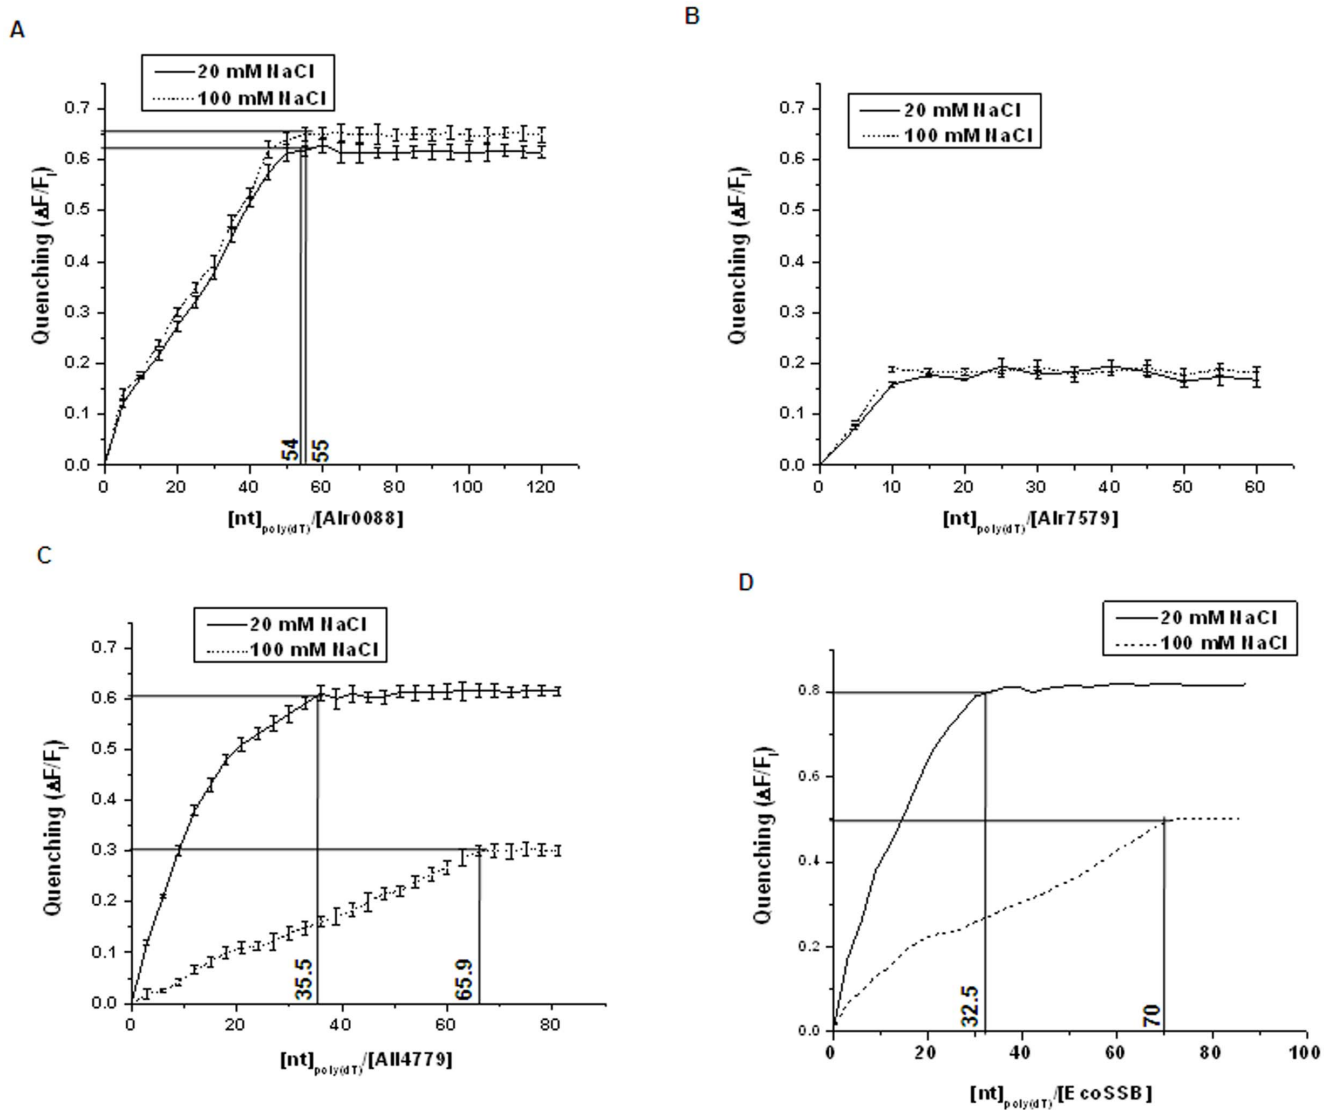 A
20 mM NaCl
100 mM NaCl
0.7
0.6
0.5
0.4
0.3
0.2
0.1
0.0
Quenching (ΔF/FI)
54
55
0 20 40 60 80 100 120
[nt]poly(dT)/[Alr0088]
B
20 mM NaCl
100 mM NaCl
0.7
0.6
0.5
0.4
0.3
0.2
0.1
0.0
Quenching (ΔF/FI)
0 10 20 30 40 50 60
[nt]poly(dT)/[Alr7579]
C
20 mM NaCl
100 mM NaCl
0.7
0.6
0.5
0.4
0.3
0.2
0.1
0.0
Quenching (ΔF/FI)
35.5
65.9
0 20 40 60 80
[nt]poly(dT)/[All4779]
D
20 mM NaCl
100 mM NaCl
0.8
0.6
0.4
0.2
0.0
Quenching (ΔF/FI)
32.5
70
0 20 40 60 80 100
[nt]poly(dT)/[EcoSSB]